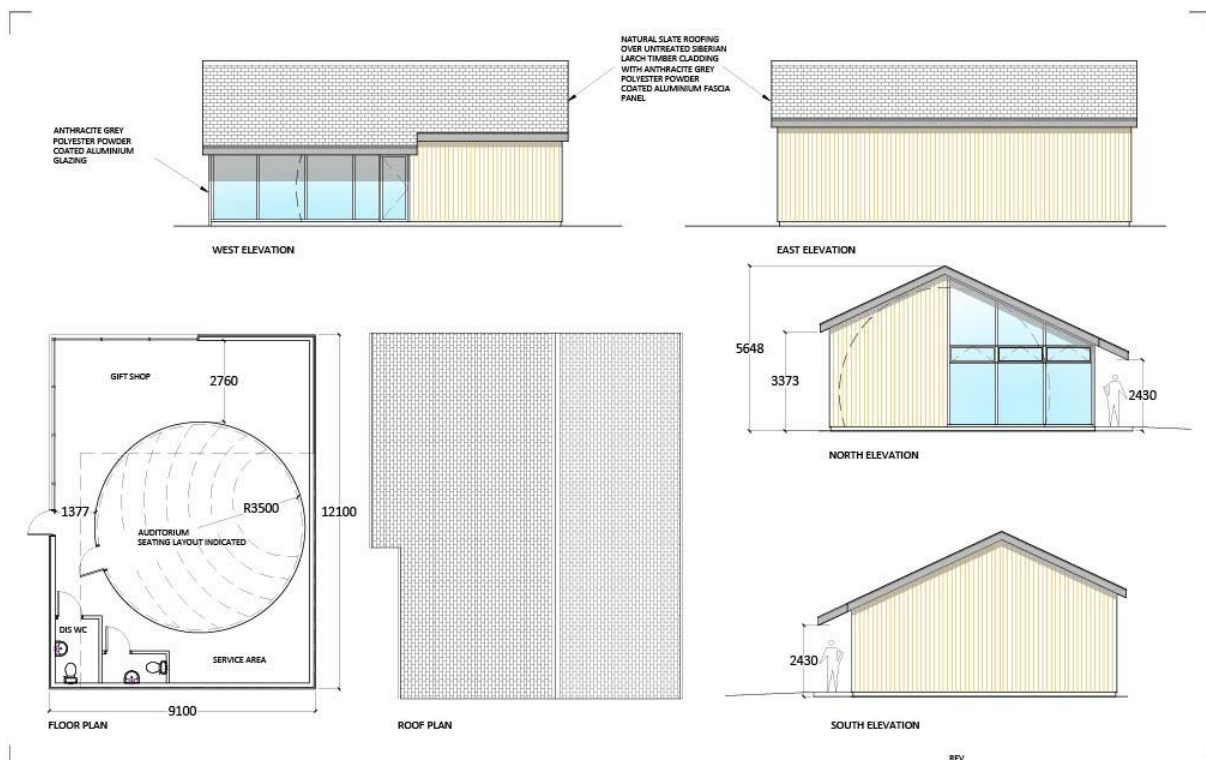 NATURAL SLATE ROOFING
OVER UNTREATED SIBERIAN
LARCH TIMBER CLADDING
WITH ANTHRACITE GREY
POLYESTER POWDER
COATED ALUMINIUM FASCIA
PANEL
ANTHRACITE GREY
POLYESTER POWDER
COATED ALUMINIUM
GLAZING
WEST ELEVATION
EAST ELEVATION
5648
3373
2430
NORTH ELEVATION
GIFT SHOP
2760
R3500
1377
12100
AUDITORIUM
SEATING LAYOUT INDICATED
DIS WC
SERVICE AREA
9100
FLOOR PLAN
ROOF PLAN
2430
SOUTH ELEVATION
REV